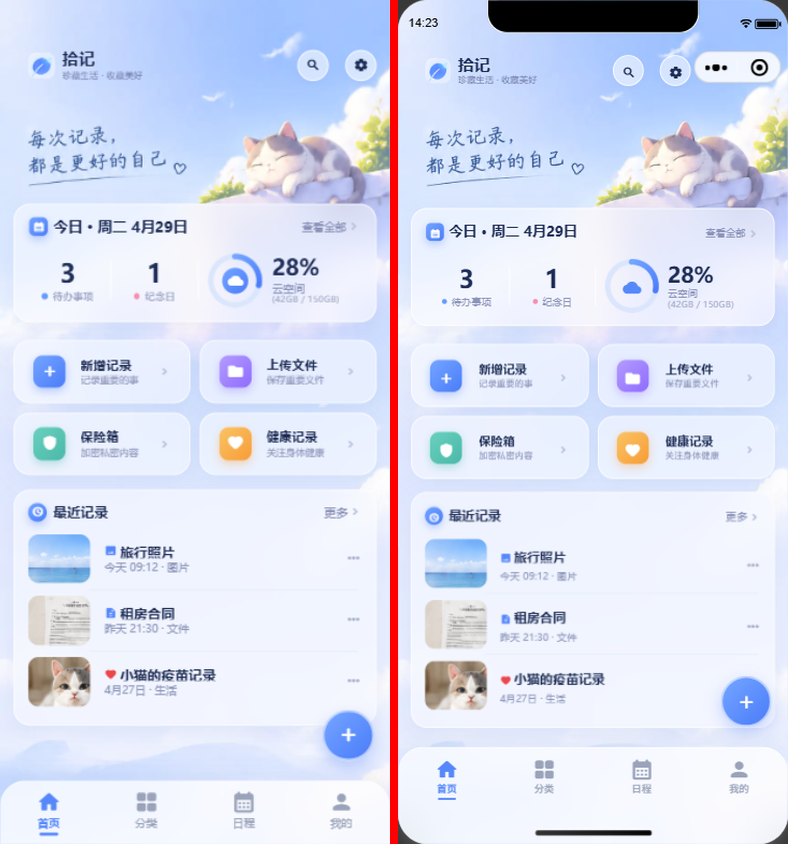 拾记
珍藏生活 · 收藏美好
每次记录，
都是更好的自己
今日 • 周二 4月29日
查看全部
3
待办事项
1
纪念日
28%
云空间
(42GB / 150GB)
新增记录
记录重要的事
上传文件
保存重要文件
保险箱
加密私密内容
健康记录
关注身体健康
最近记录
更多
旅行照片
今天 09:12 · 图片
租房合同
昨天 21:30 · 文件
小猫的疫苗记录
4月27日 · 生活
首页
分类
日程
我的
14:23
拾记
珍藏生活 · 收藏美好
每次记录，
都是更好的自己
今日 • 周二 4月29日
查看全部
3
待办事项
1
纪念日
28%
云空间
(42GB / 150GB)
新增记录
记录重要的事
上传文件
保存重要文件
保险箱
加密私密内容
健康记录
关注身体健康
最近记录
更多
旅行照片
今天 09:12 · 图片
租房合同
昨天 21:30 · 文件
小猫的疫苗记录
4月27日 · 生活
首页
分类
日程
我的